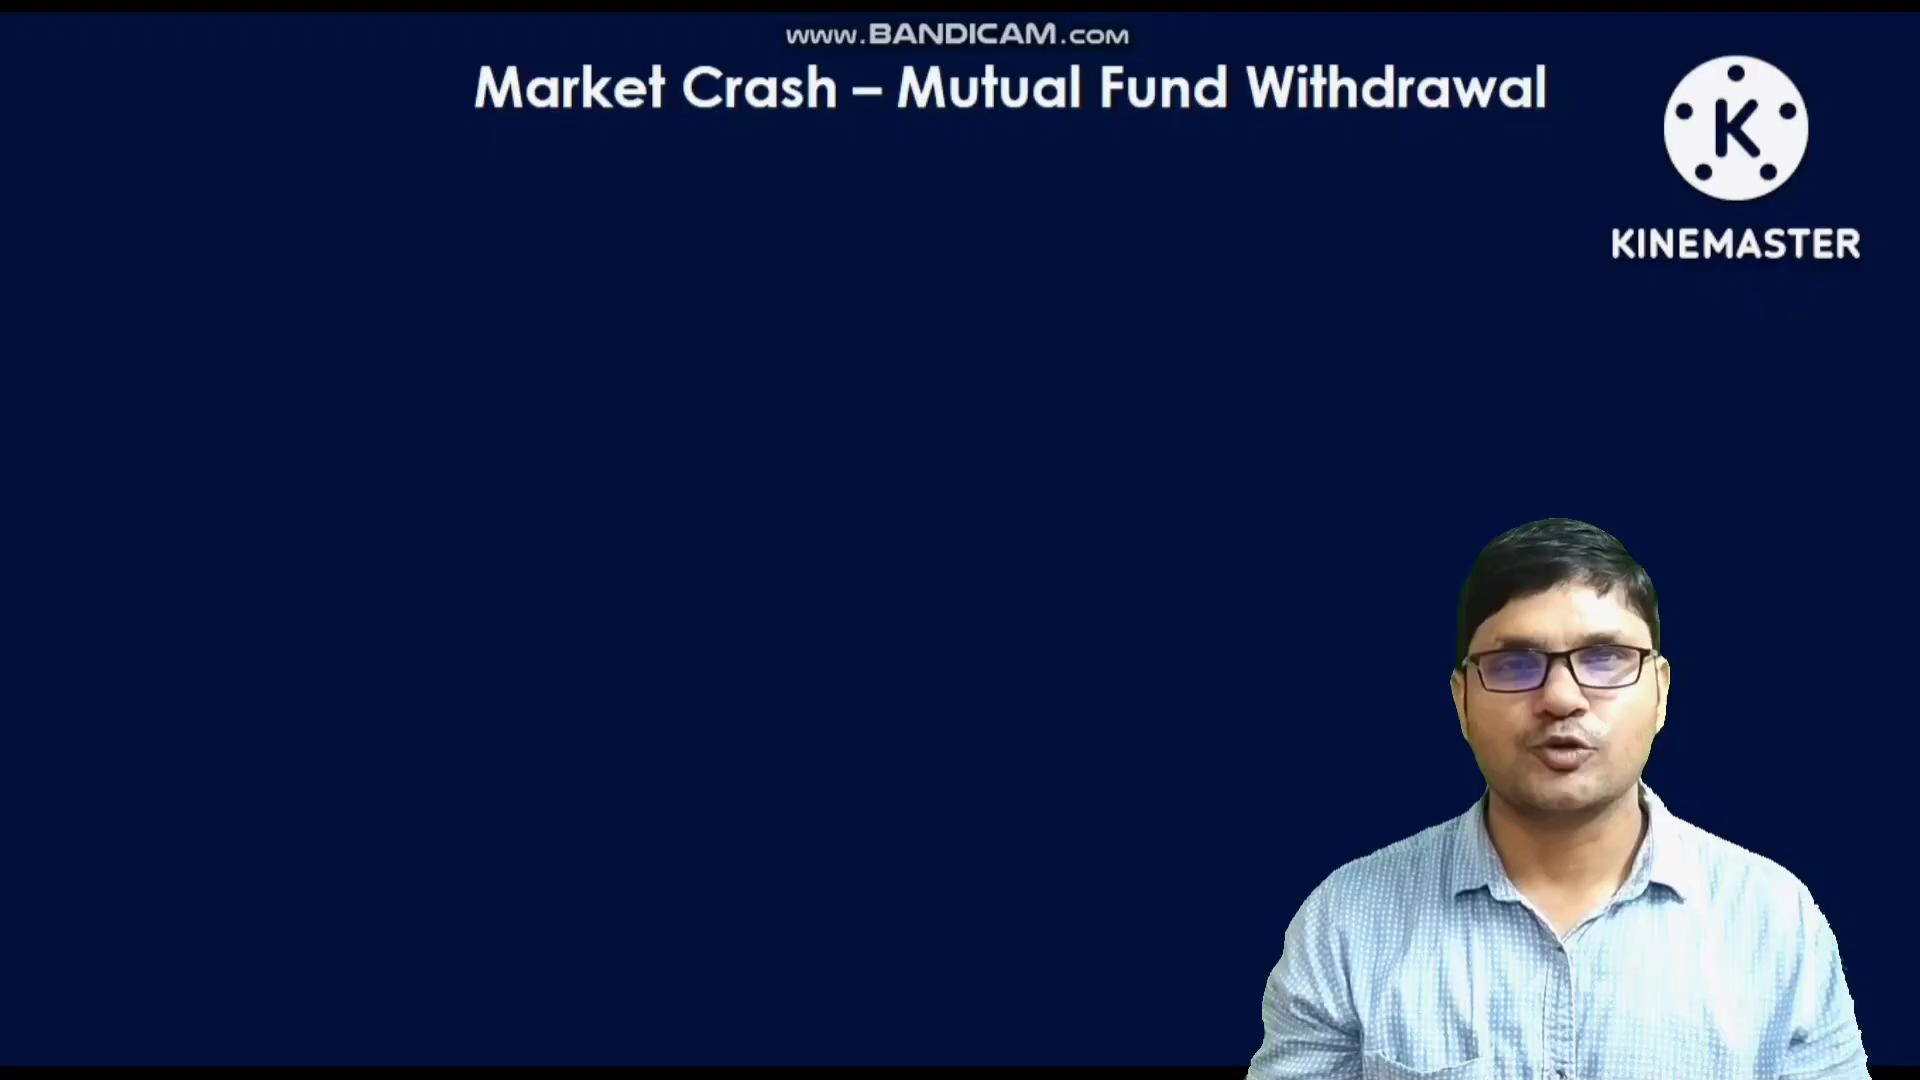 www.BANDICAM.com
Market Crash – Mutual Fund Withdrawal
K
KINEMASTER